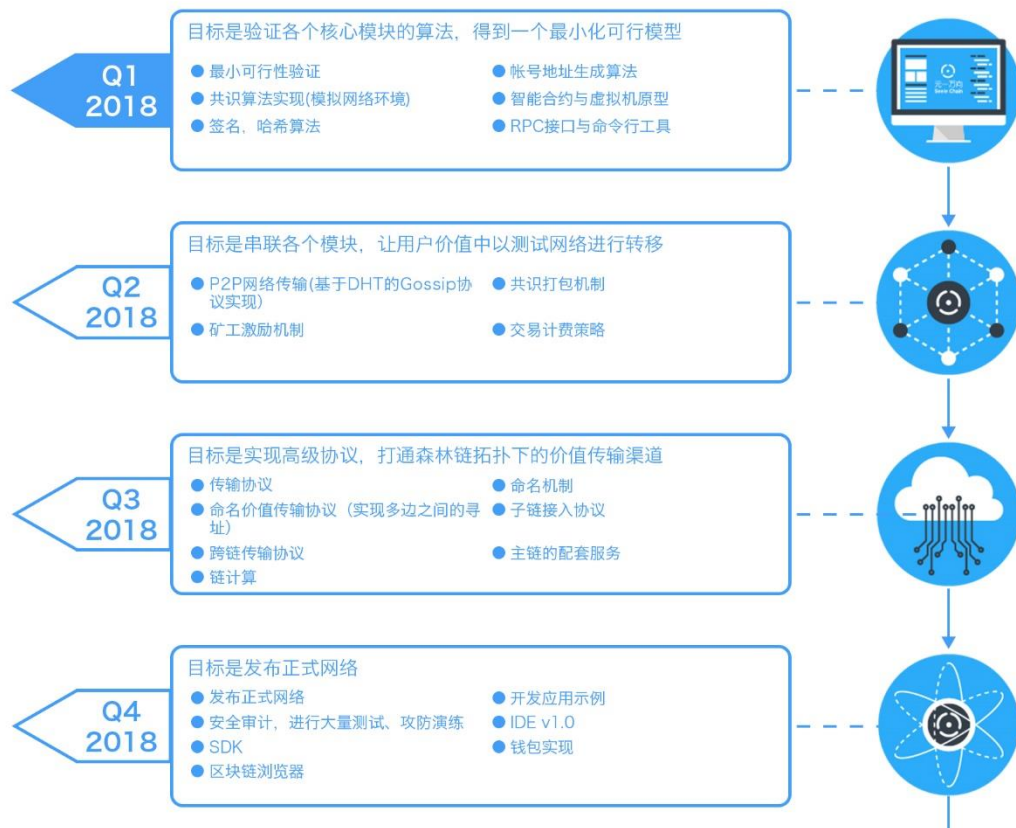 Q1
2018
目标是验证各个核心模块的算法，得到一个最小化可行模型
最小可行性验证
共识算法实现(模拟网络环境)
签名，哈希算法
帐号地址生成算法
智能合约与虚拟机原型
RPC接口与命令行工具
元一万向
Q2
2018
目标是串联各个模块，让用户价值中以测试网络进行转移
P2P网络传输(基于DHT的Gossip协
议实现）
矿工激励机制
共识打包机制
交易计费策略
Q3
2018
目标是实现高级协议，打通森林链拓扑下的价值传输渠道
传输协议
命名价值传输协议（实现多边之间的寻
址）
跨链传输协议
链计算
命名机制
子链接入协议
主链的配套服务
Q4
2018
目标是发布正式网络
发布正式网络
安全审计，进行大量测试、攻防演练
SDK
区块链浏览器
开发应用示例
IDE v1.0
钱包实现